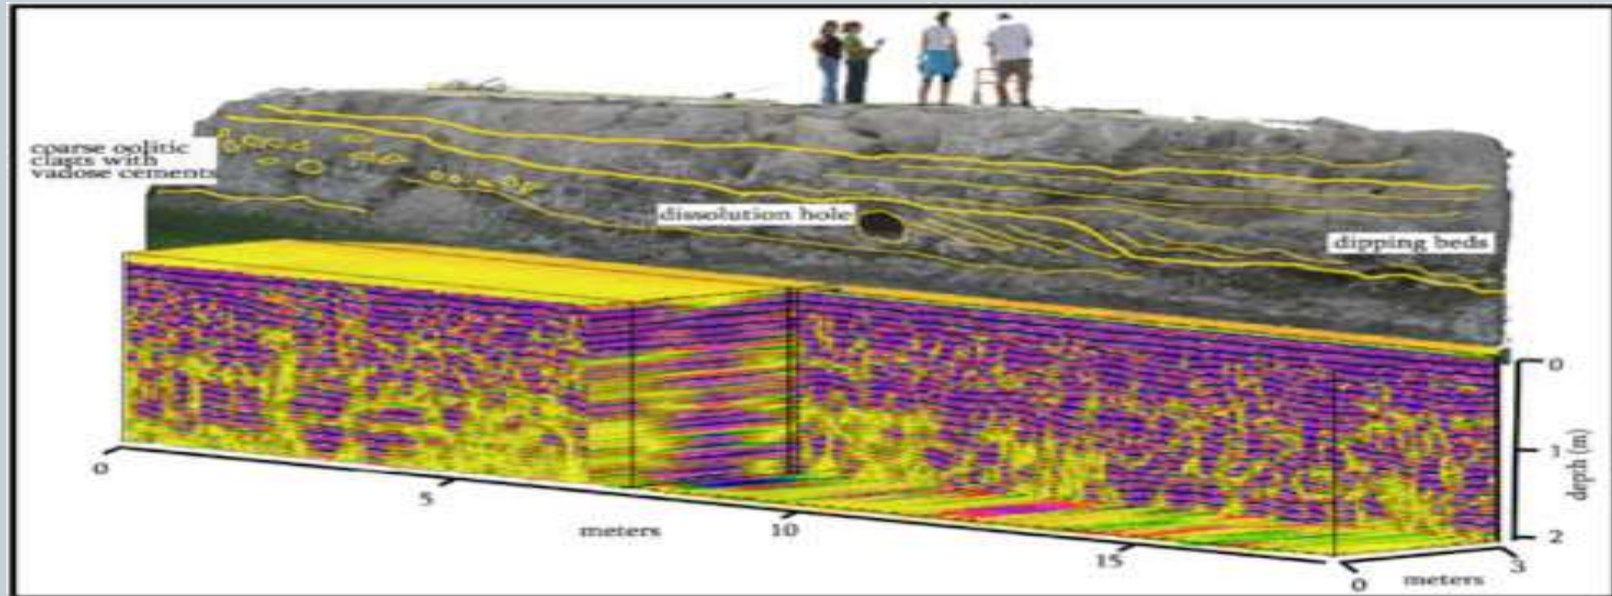 coarse oolitic
clasts with
vadose cements
dissolution hole
dipping beds
0
1
2
depth (m)
0
5
10
15
meters
0
3
meters